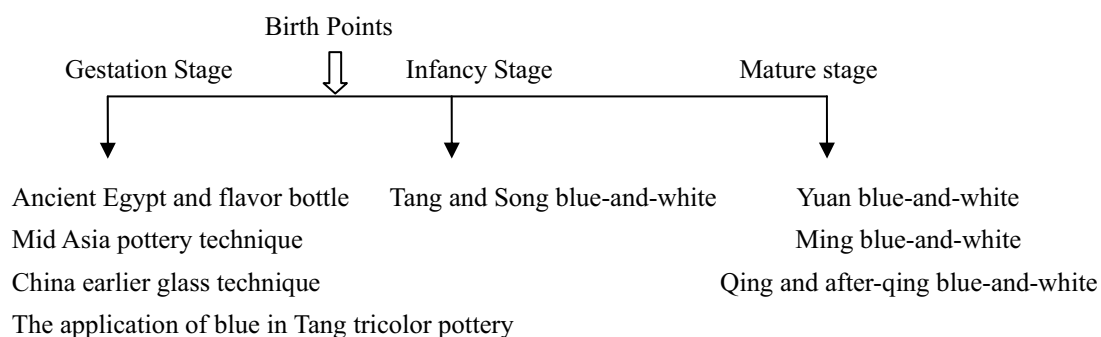 Birth Points
Gestation Stage Infancy Stage Mature stage
Ancient Egypt and flavor bottle Tang and Song blue-and-white Yuan blue-and-white
Mid Asia pottery technique Ming blue-and-white
China earlier glass technique Qing and after-qing blue-and-white
The application of blue in Tang tricolor pottery